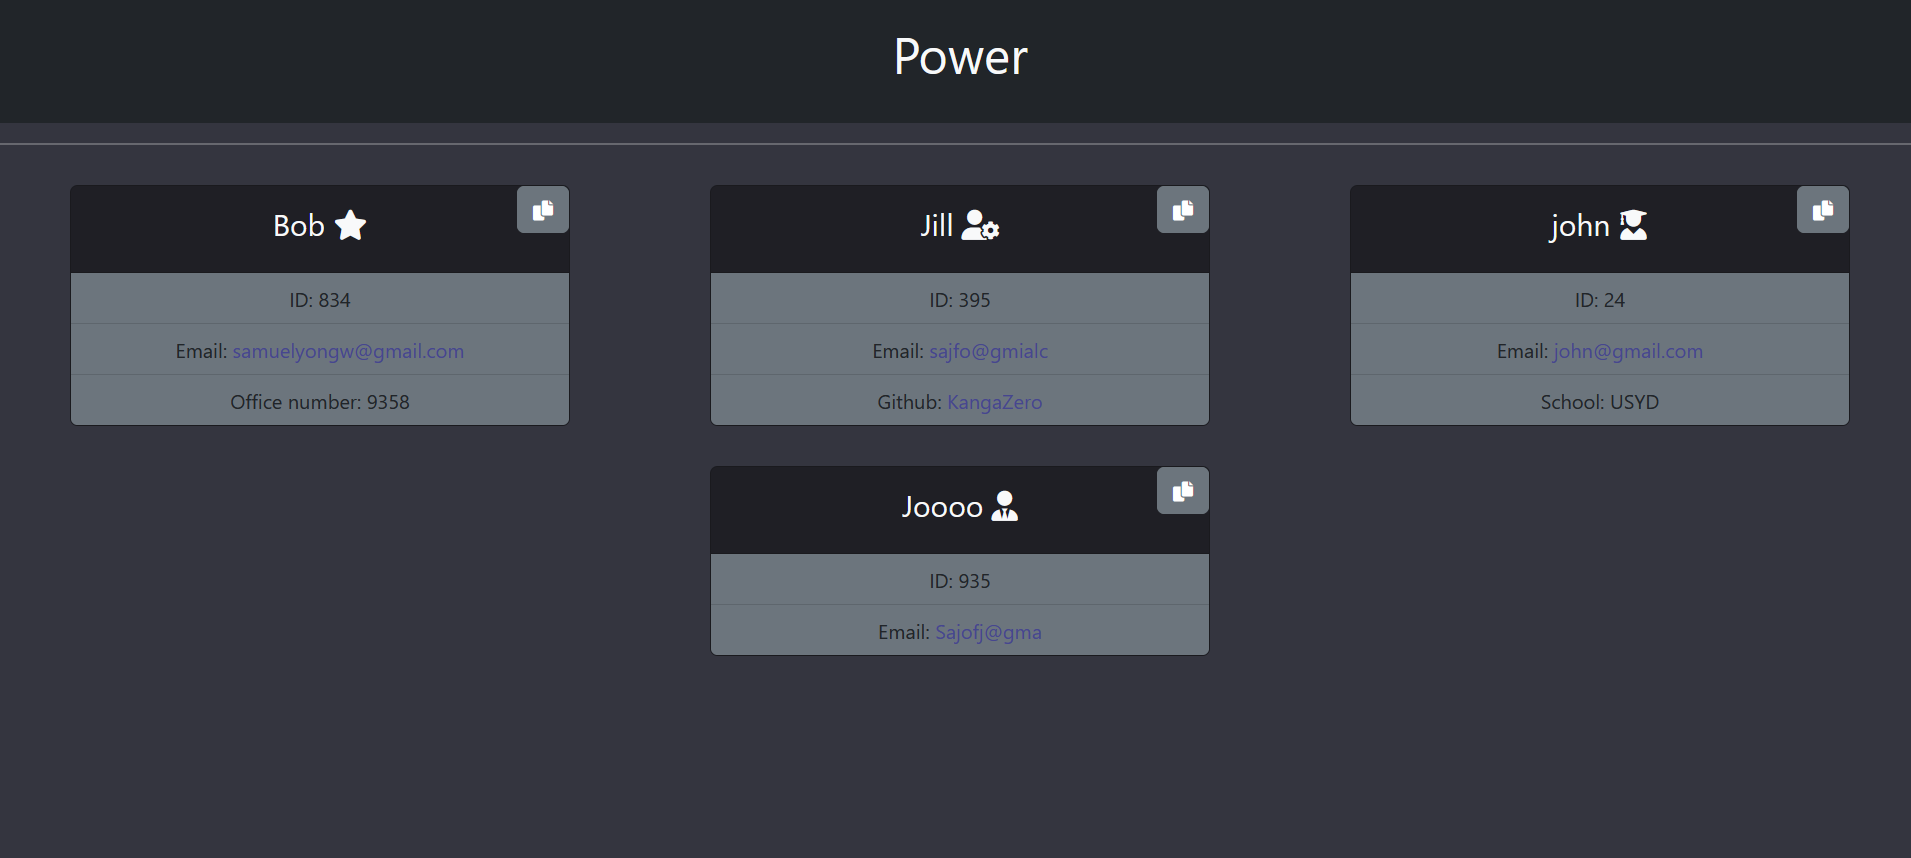 Power
Bob
ID: 834
Email: samuelyongw@gmail.com
Office number: 9358
Jill
ID: 395
Email: sajfo@gmialc
Github: KangaZero
john
ID: 24
Email: john@gmail.com
School: USYD
Joooo
ID: 935
Email: Sajofj@gma